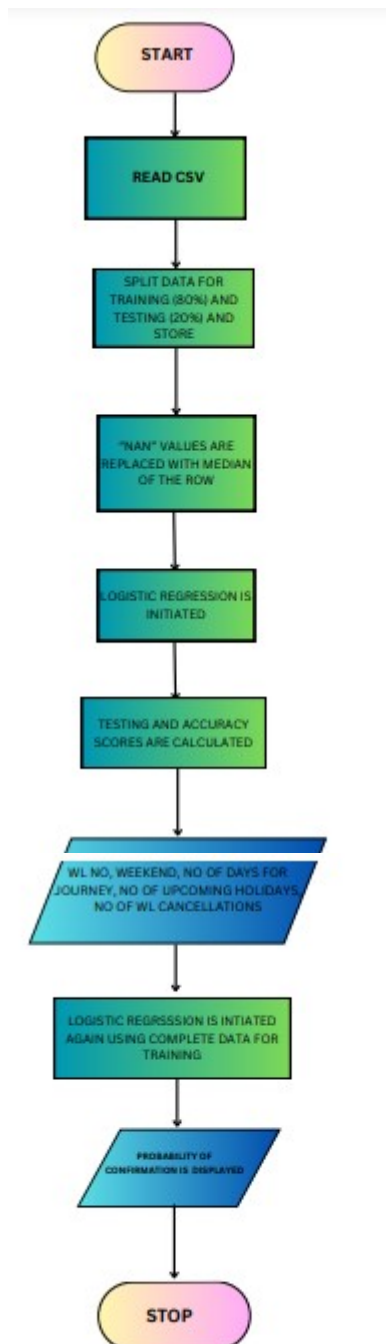 START
READ CSV
SPLIT DATA FOR
TRAINING (80%) AND
TESTING (20%) AND
STORE
"NAN" VALUES ARE
REPLACED WITH MEDIAN
OF THE ROW
LOGISTIC REGRESSION IS
INITIATED
TESTING AND ACCURACY
SCORES ARE CALCULATED
WL NO, WEEKEND, NO OF DAYS FOR
JOURNEY, NO OF UPCOMING HOLIDAYS,
NO OF WL CANCELLATIONS
LOGISTIC REGRSSSION IS INTIATED
AGAIN USING COMPLETE DATA FOR
TRAINING
PROBABILITY OF
CONFIRMATION IS DISPLAYED
STOP